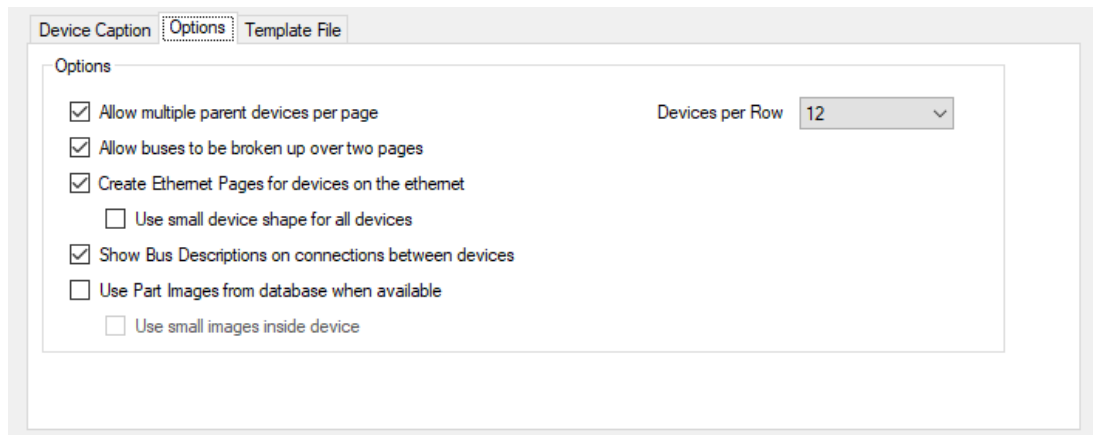 Device Caption Options Template File
Options
Allow multiple parent devices per page Devices per Row 12
Allow buses to be broken up over two pages
Create Ethernet Pages for devices on the ethernet
Use small device shape for all devices
Show Bus Descriptions on connections between devices
Use Part Images from database when available
Use small images inside device